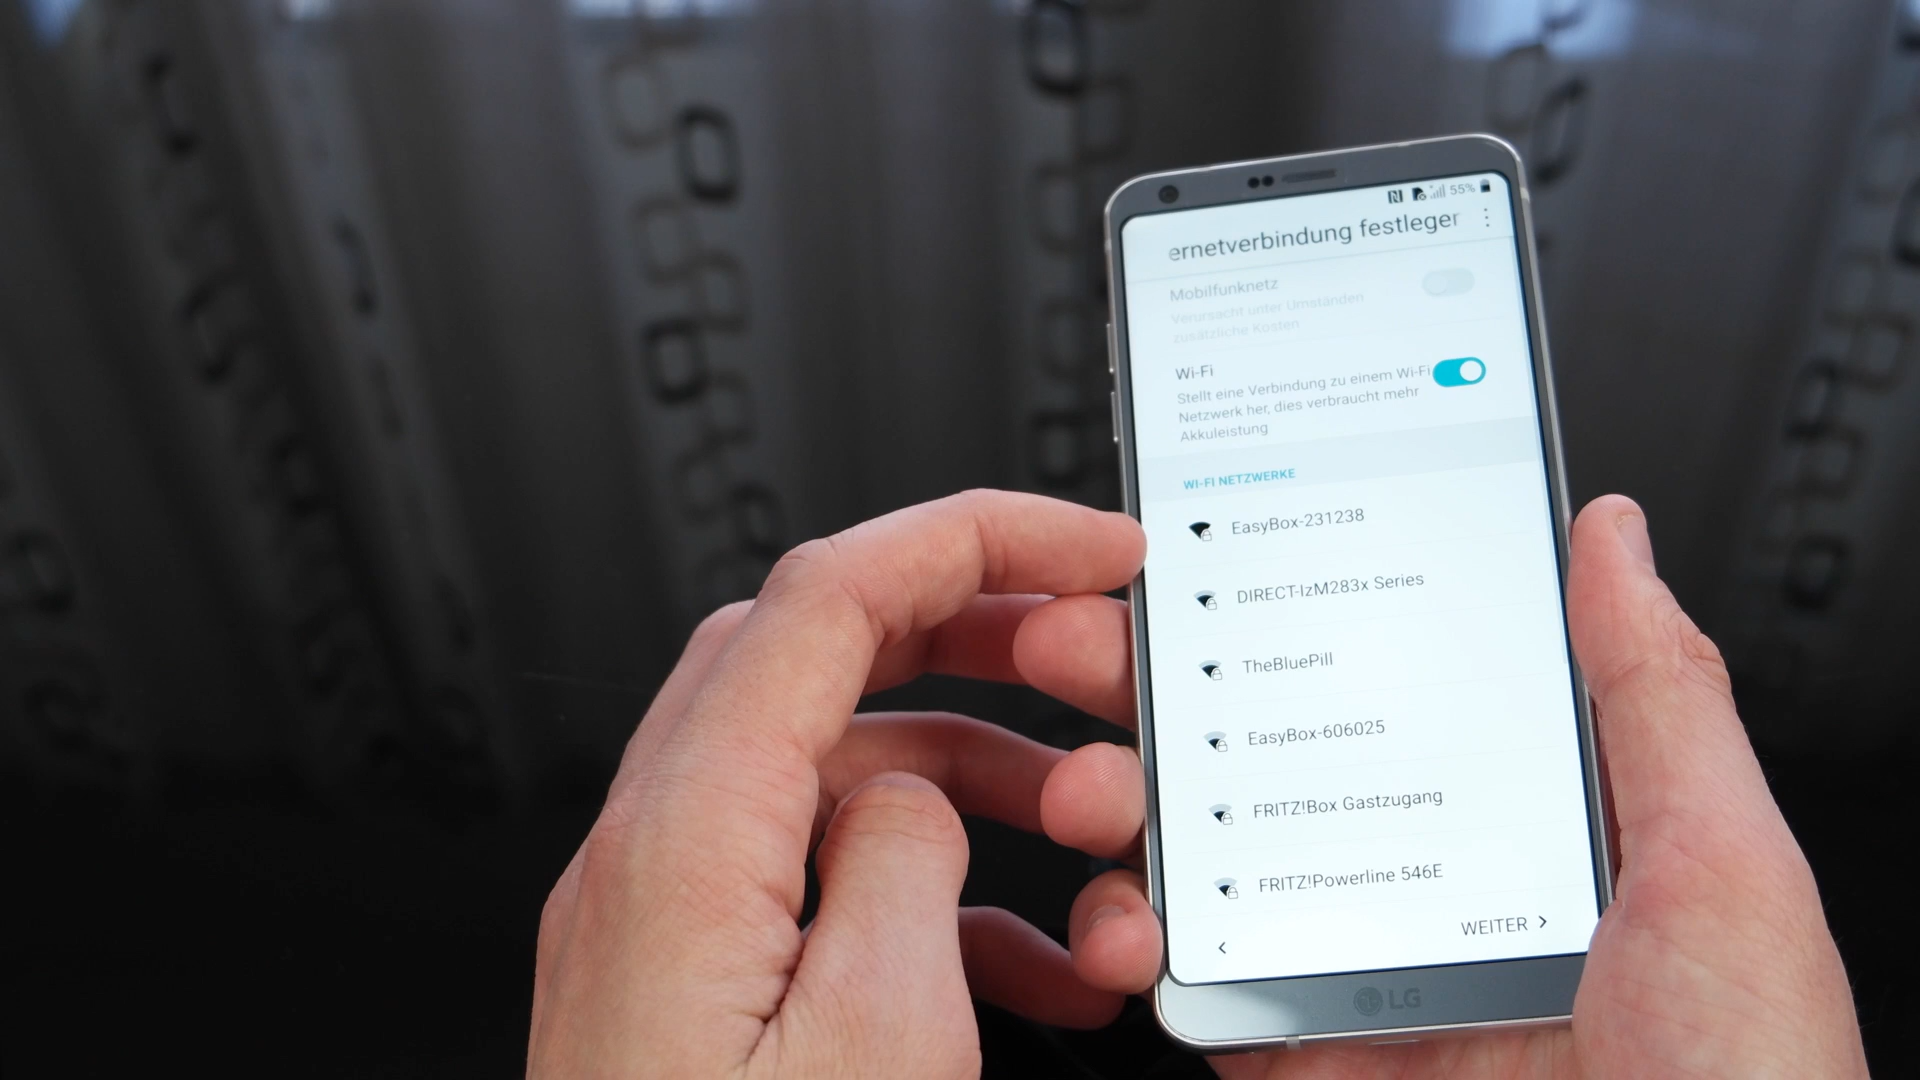 55%
ernetverbindung festlegen
Mobilfunknetz
Verursacht unter Umständen
zusätzliche Kosten
Wi-Fi
Stellt eine Verbindung zu einem Wi-Fi
Netzwerk her, dies verbraucht mehr
Akkuleistung
WI-FI NETZWERKE
EasyBox-231238
DIRECT-IzM283x Series
TheBluePill
EasyBox-606025
FRITZ!Box Gastzugang
FRITZ!Powerline 546E
WEITER
LG